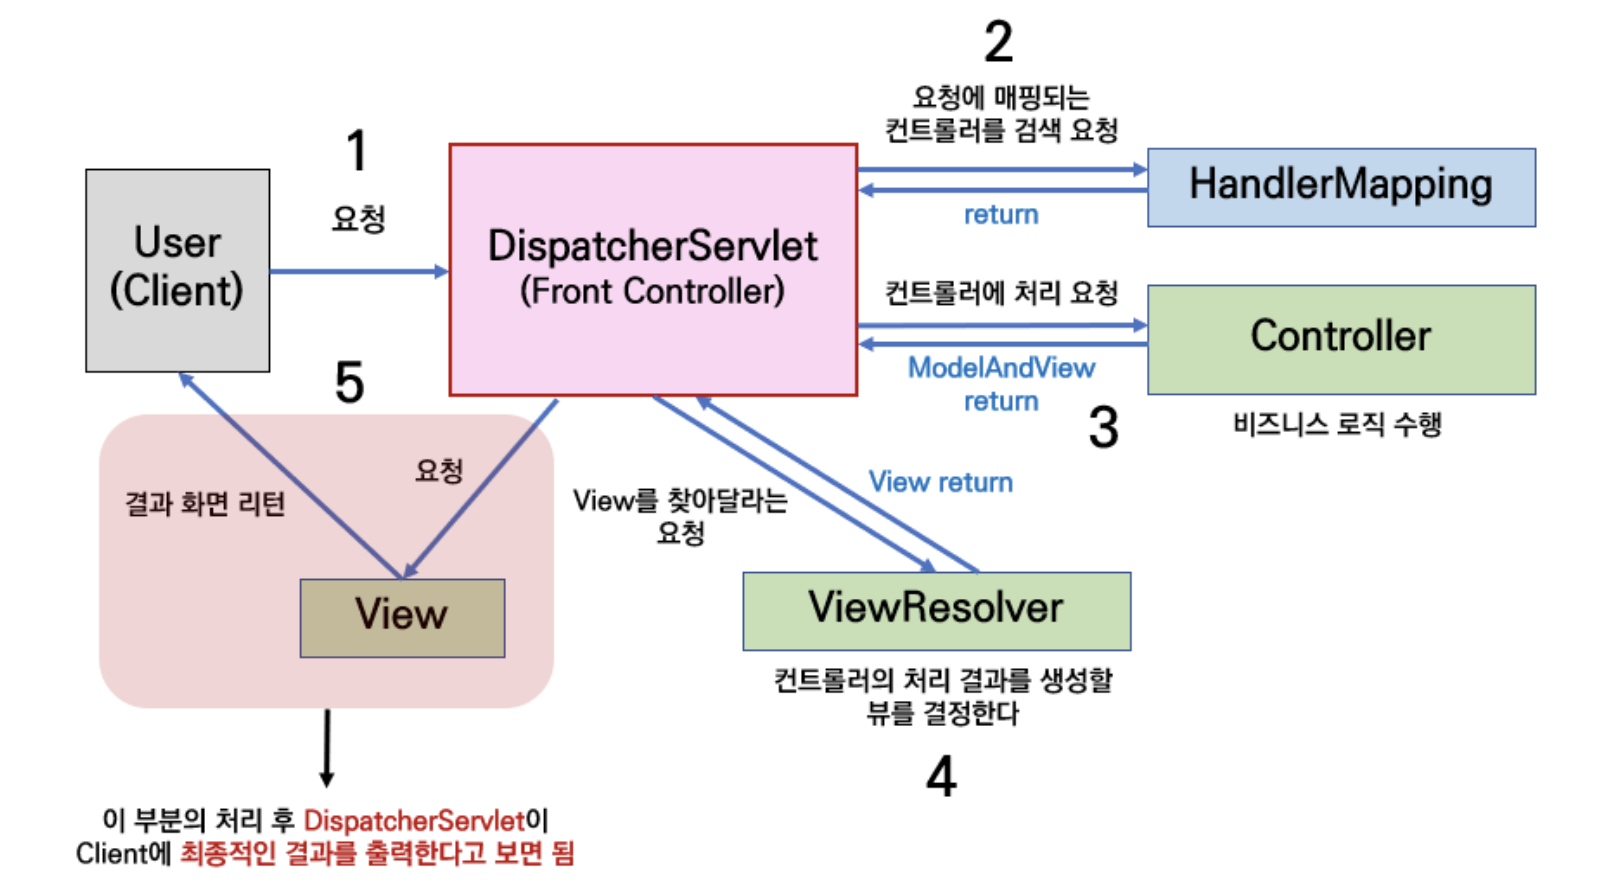 1
요청
User
(Client)
DispatcherServlet
(Front Controller)
2
요청에 매핑되는
컨트롤러를 검색 요청
return
HandlerMapping
컨트롤러에 처리 요청
ModelAndView
return
Controller
3
비즈니스 로직 수행
View를 찾아달라는
요청
View return
ViewResolver
컨트롤러의 처리 결과를 생성할
뷰를 결정한다
4
5
요청
결과 화면 리턴
View
이 부분의 처리 후 DispatcherServlet이
Client에 최종적인 결과를 출력한다고 보면 됨